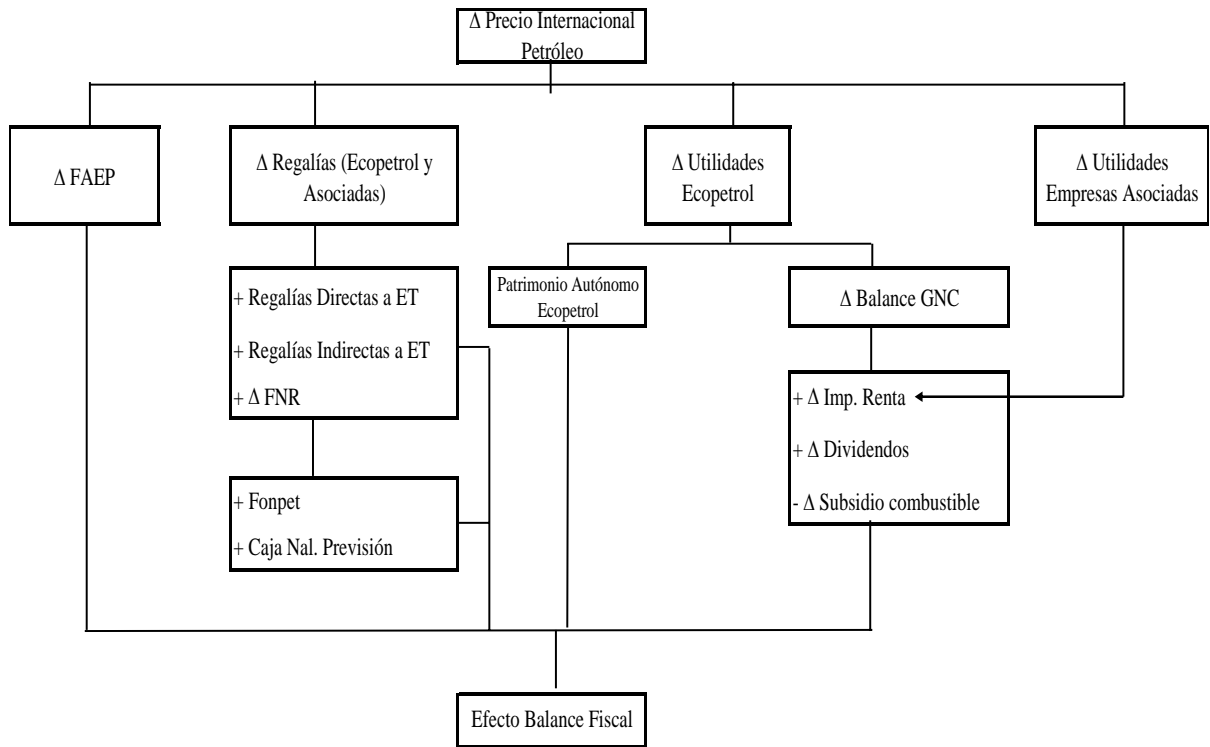 Δ Precio Internacional
Petróleo
Δ FAEP
Δ Regalías (Ecopetrol y
Asociadas)
Δ Utilidades
Ecopetrol
Δ Utilidades
Empresas Asociadas
+ Regalías Directas a ET
+ Regalías Indirectas a ET
+ Δ FNR
Patrimonio Autónomo
Ecopetrol
Δ Balance GNC
+ Δ Imp. Renta
+ Δ Dividendos
- Δ Subsidio combustible
+ Fonpet
+ Caja Nal. Previsión
Efecto Balance Fiscal